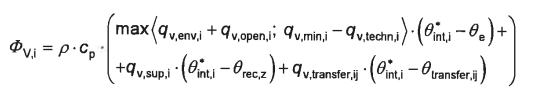 Φ_V,i = ρ · c_p · ( max⟨q_v,env,i + q_v,open,i; q_v,min,i − q_v,techn,i⟩ · (θ*_int,i − θ_e) +
+q_v,sup,i · (θ*_int,i − θ_rec,z) + q_v,transfer,ij · (θ*_int,i − θ_transfer,ij) )